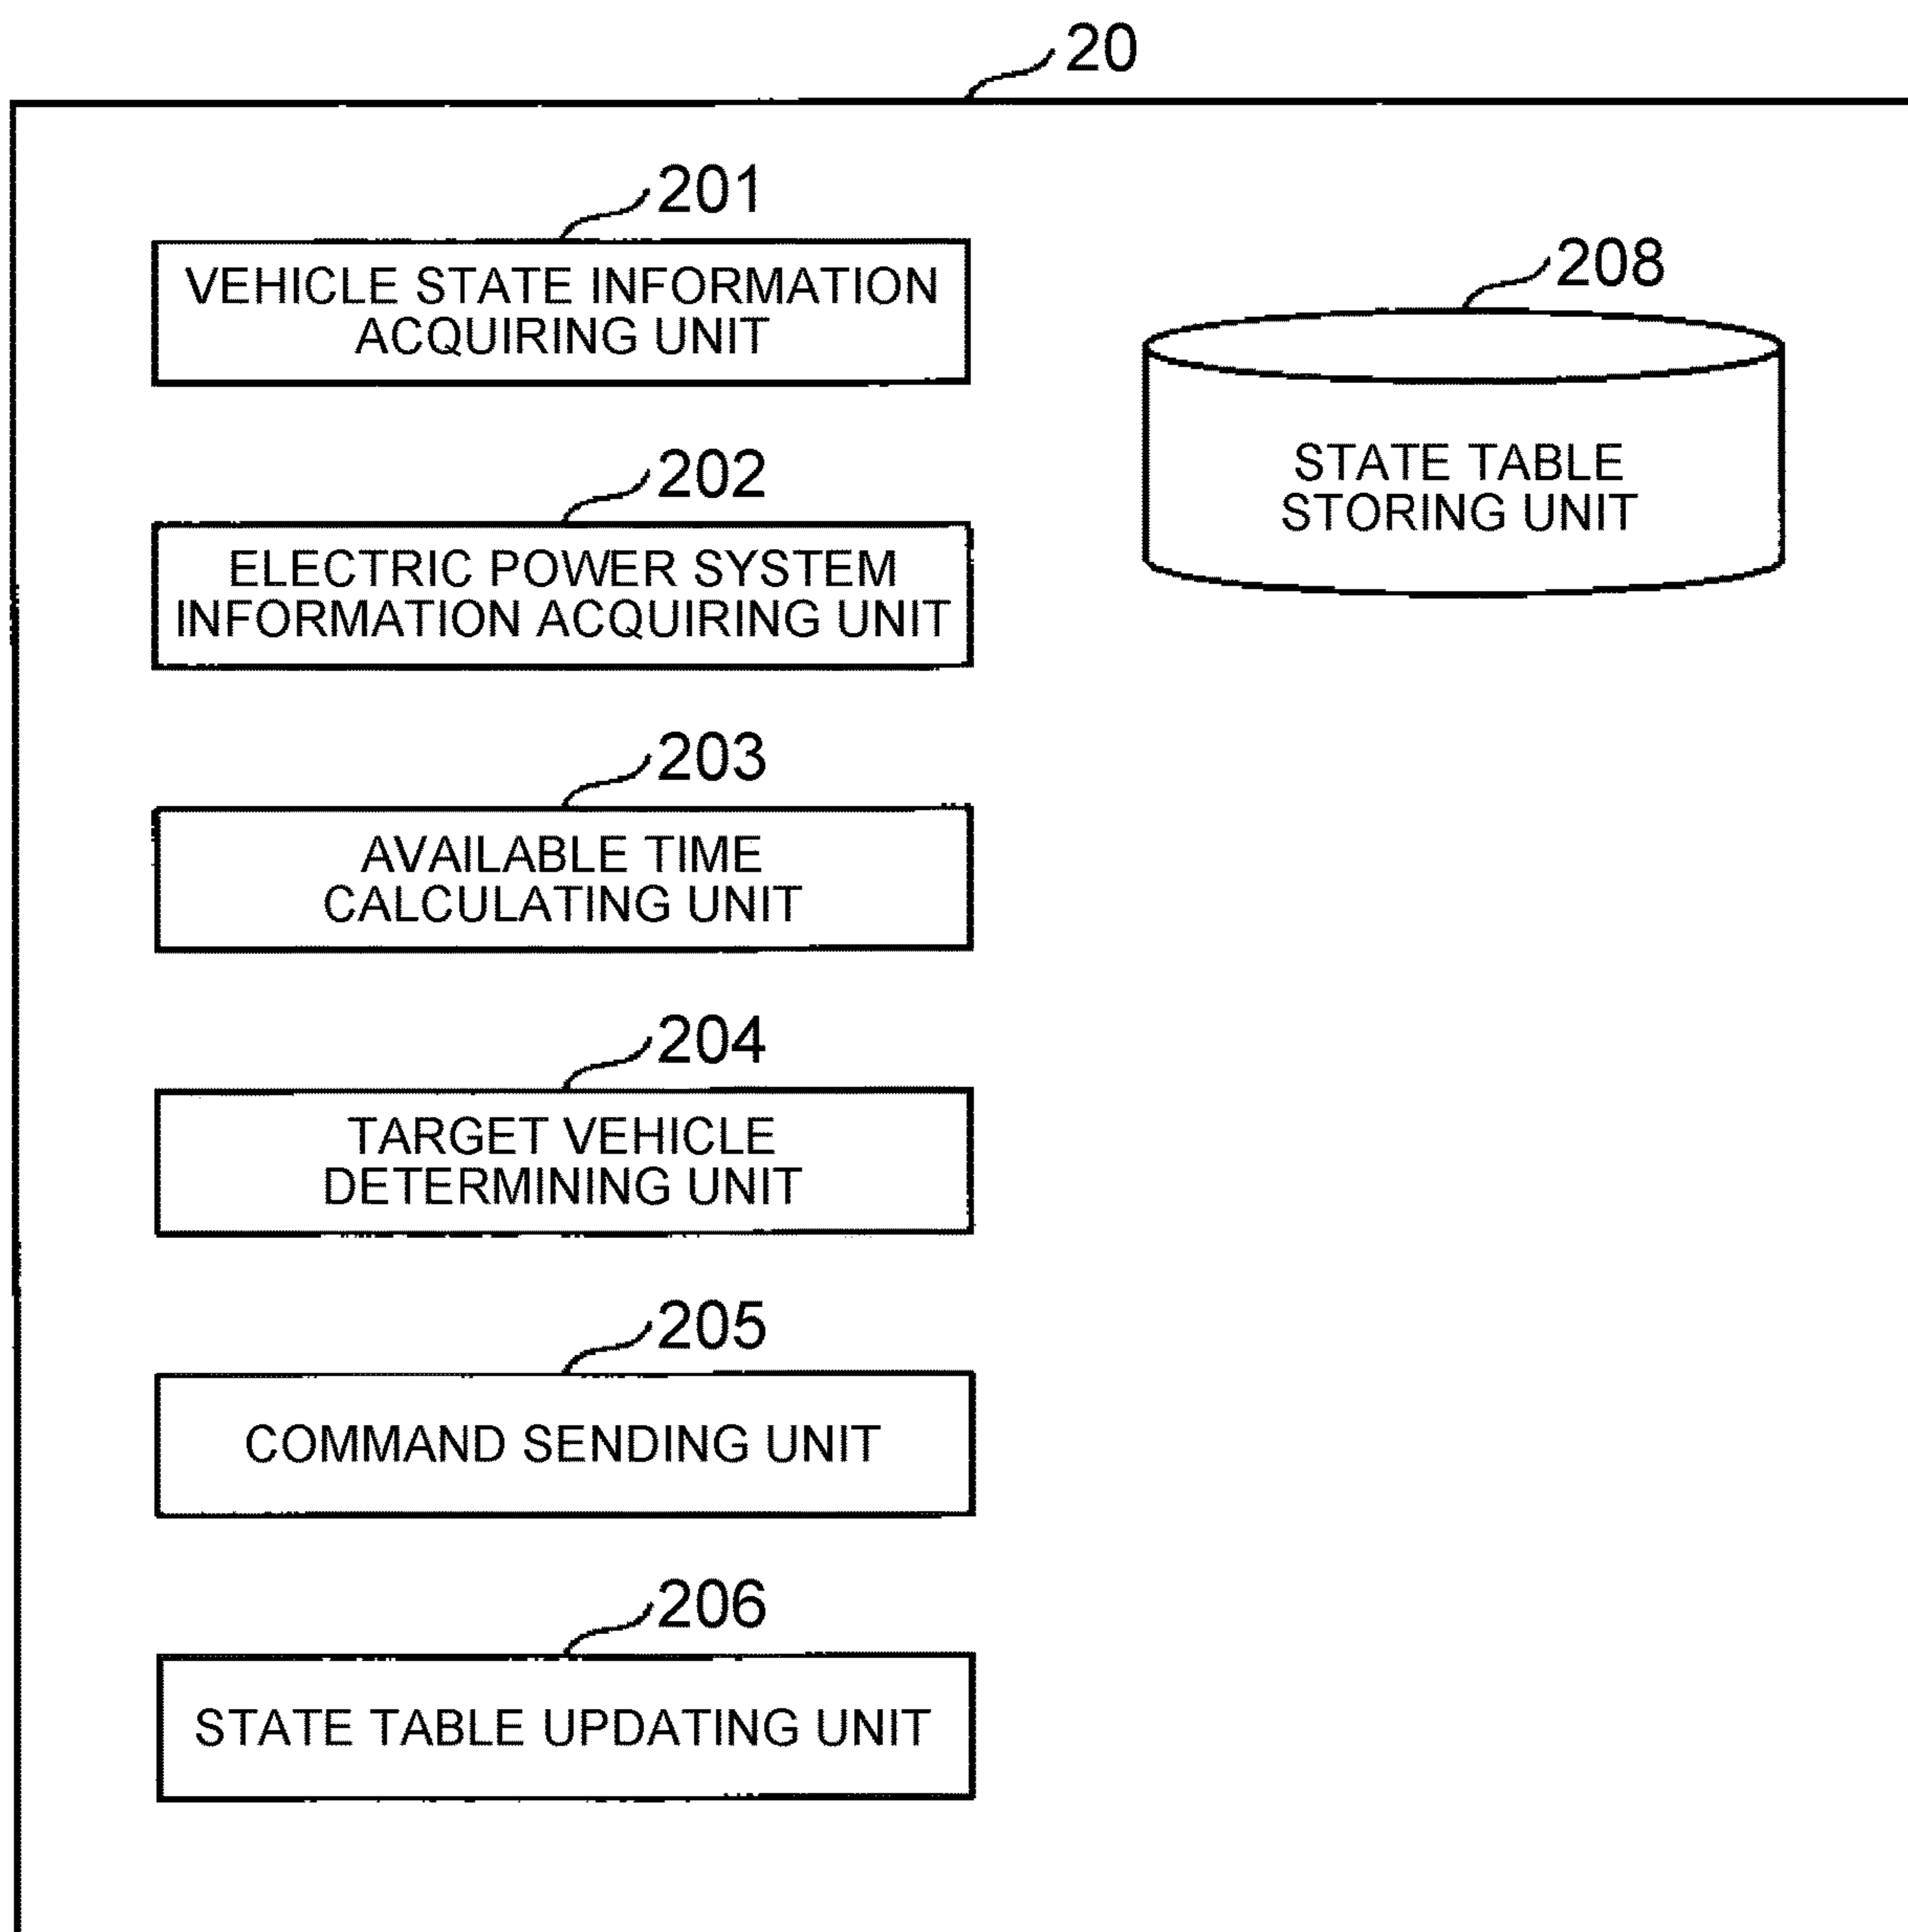 20
201
VEHICLE STATE INFORMATION
ACQUIRING UNIT
202
ELECTRIC POWER SYSTEM
INFORMATION ACQUIRING UNIT
203
AVAILABLE TIME
CALCULATING UNIT
204
TARGET VEHICLE
DETERMINING UNIT
205
COMMAND SENDING UNIT
206
STATE TABLE UPDATING UNIT
208
STATE TABLE
STORING UNIT